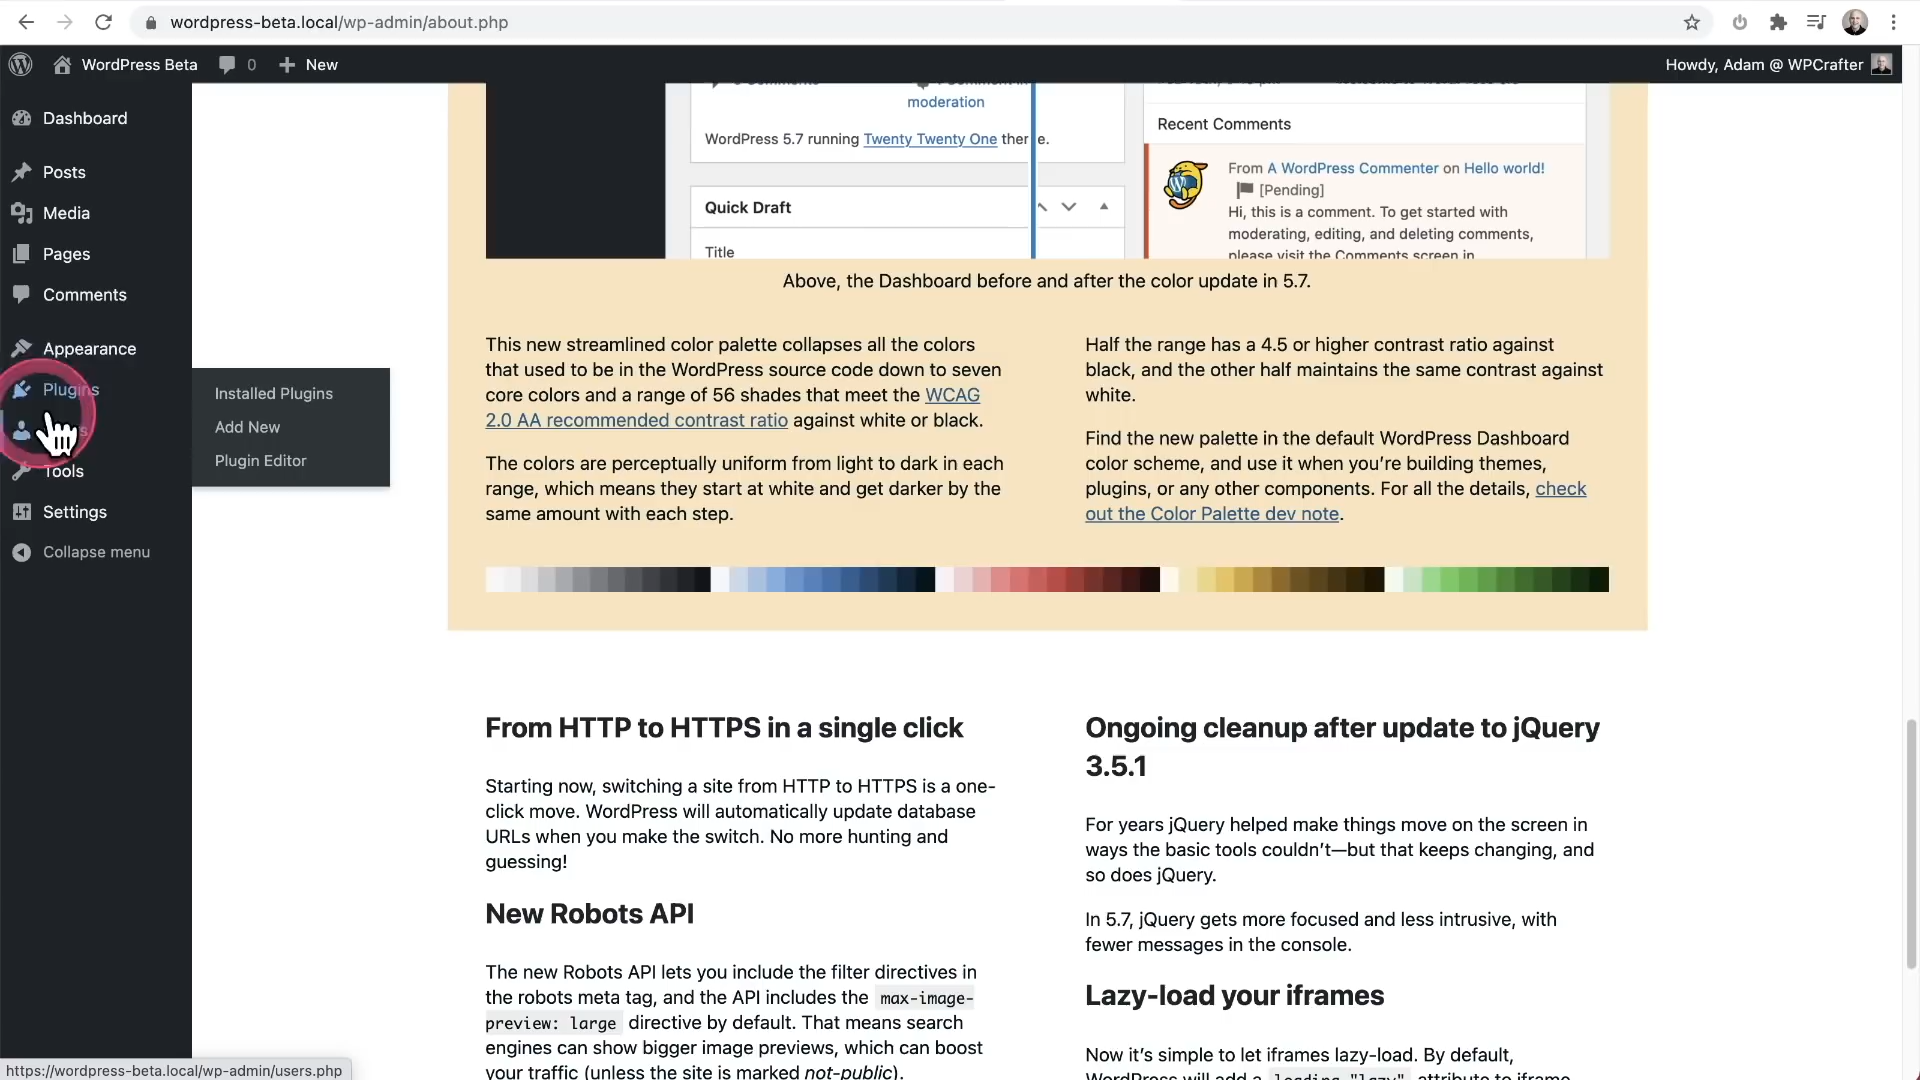 wordpress-beta.local/wp-admin/about.php
WordPress Beta
0
New
Howdy, Adam @ WPCrafter
Dashboard
Posts
Media
Pages
Comments
Appearance
Plugins
Tools
Settings
Collapse menu
Installed Plugins
Add New
Plugin Editor
moderation
WordPress 5.7 running Twenty Twenty One
Quick Draft
Title
Recent Comments
From A WordPress Commenter on Hello world!
[Pending]
Hi, this is a comment. To get started with
moderating, editing, and deleting comments,
please visit the Comments screen in
Above, the Dashboard before and after the color update in 5.7.
This new streamlined color palette collapses all the colors
that used to be in the WordPress source code down to seven
core colors and a range of 56 shades that meet the WCAG
2.0 AA recommended contrast ratio against white or black.
The colors are perceptually uniform from light to dark in each
range, which means they start at white and get darker by the
same amount with each step.
Half the range has a 4.5 or higher contrast ratio against
black, and the other half maintains the same contrast against
white.
Find the new palette in the default WordPress Dashboard
color scheme, and use it when you’re building themes,
plugins, or any other components. For all the details, check
out the Color Palette dev note.
From HTTP to HTTPS in a single click
Starting now, switching a site from HTTP to HTTPS is a one-
click move. WordPress will automatically update database
URLs when you make the switch. No more hunting and
guessing!
New Robots API
The new Robots API lets you include the filter directives in
the robots meta tag, and the API includes the max-image-
preview: large directive by default. That means search
engines can show bigger image previews, which can boost
your traffic (unless the site is marked not-public).
Ongoing cleanup after update to jQuery
3.5.1
For years jQuery helped make things move on the screen in
ways the basic tools couldn’t—but that keeps changing, and
so does jQuery.
In 5.7, jQuery gets more focused and less intrusive, with
fewer messages in the console.
Lazy-load your iframes
Now it’s simple to let iframes lazy-load. By default,
WordPress will add a loading="lazy" attribute to iframe
https://wordpress-beta.local/wp-admin/users.php